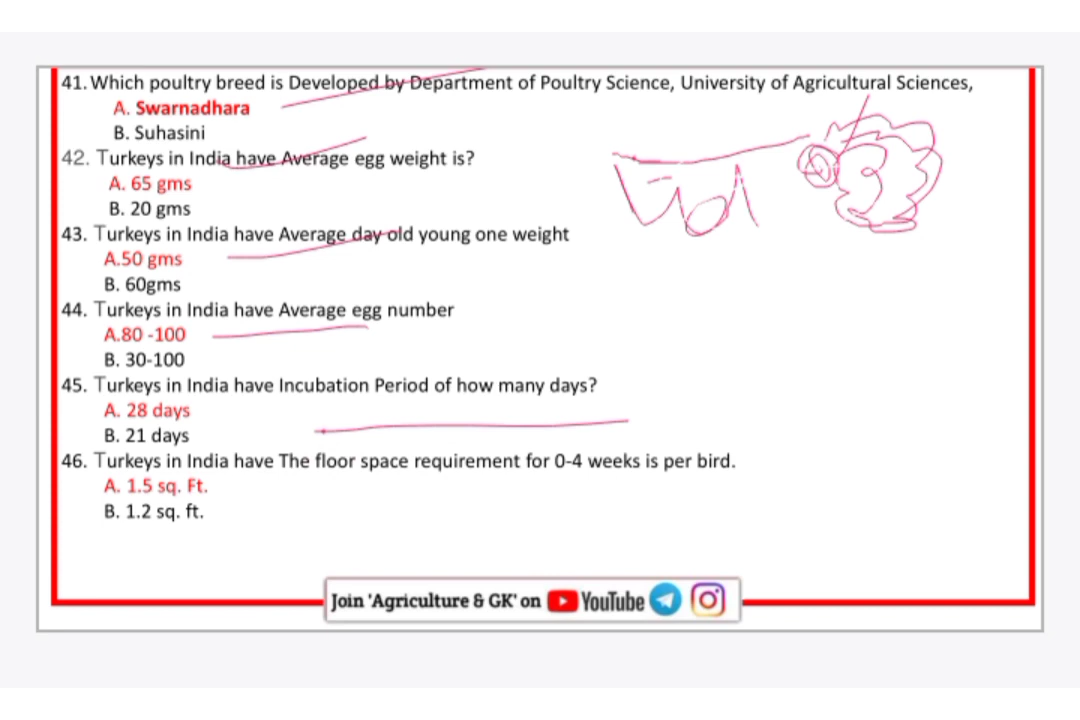 41. Which poultry breed is Developed by Department of Poultry Science, University of Agricultural Sciences,
A. Swarnadhara
B. Suhasini
42. Turkeys in India have Average egg weight is?
A. 65 gms
B. 20 gms
43. Turkeys in India have Average day old young one weight
A.50 gms
B. 60gms
44. Turkeys in India have Average egg number
A.80 -100
B. 30-100
45. Turkeys in India have Incubation Period of how many days?
A. 28 days
B. 21 days
46. Turkeys in India have The floor space requirement for 0-4 weeks is per bird.
A. 1.5 sq. Ft.
B. 1.2 sq. ft.
Join 'Agriculture & GK' on YouTube